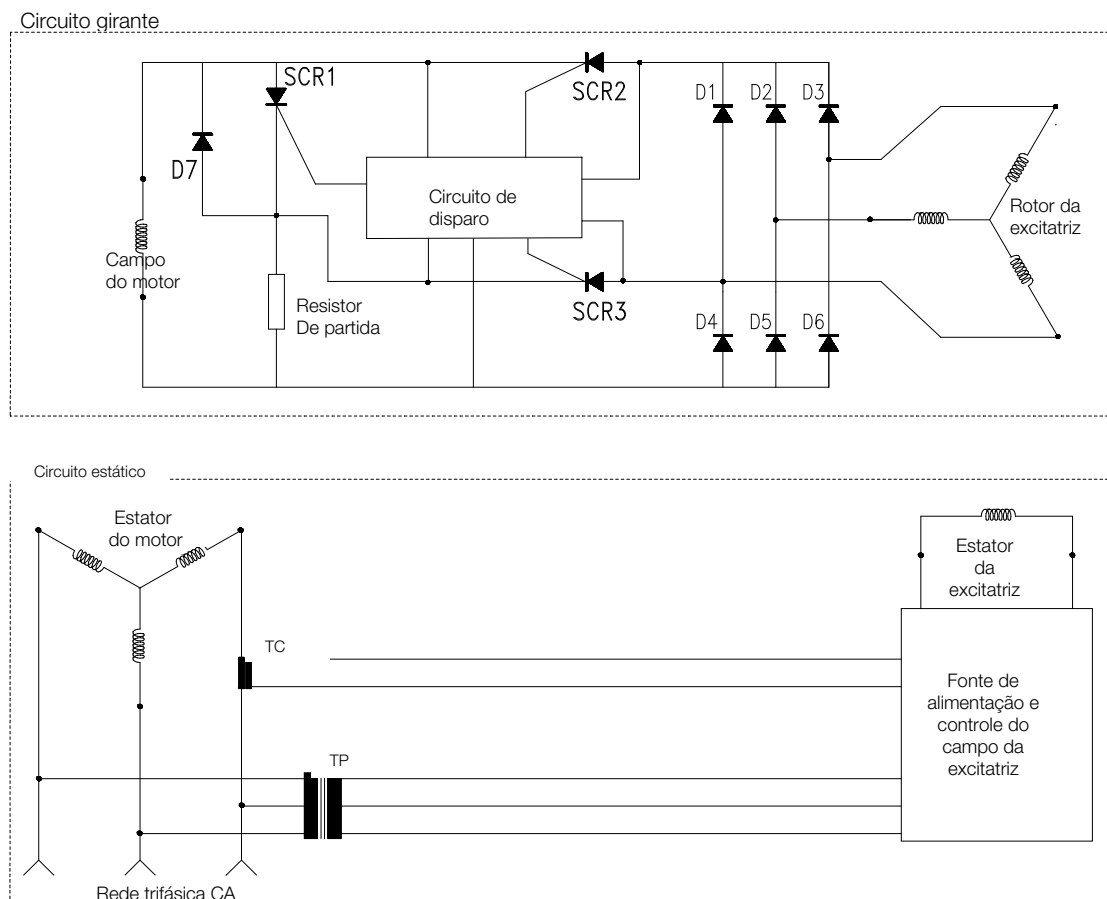 Circuito girante
SCR1
SCR2
D1
D2
D3
D7
Circuito de
disparo
Rotor da
excitatriz
Campo
do motor
Resistor
De partida
SCR3
D4
D5
D6
Circuito estático
Estator
do motor
Estator
da
excitatriz
TC
Fonte de
alimentação e
controle do
campo da
excitatriz
TP
Rede trifásica CA